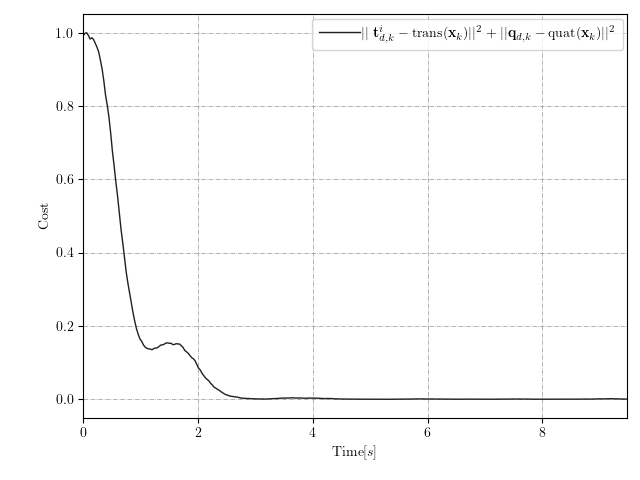 || t^i_{d,k} − trans(x_k)||² + ||q_{d,k} − quat(x_k)||²
1.0
0.8
0.6
0.4
0.2
0.0
Cost
0 2 4 6 8
Time[s]